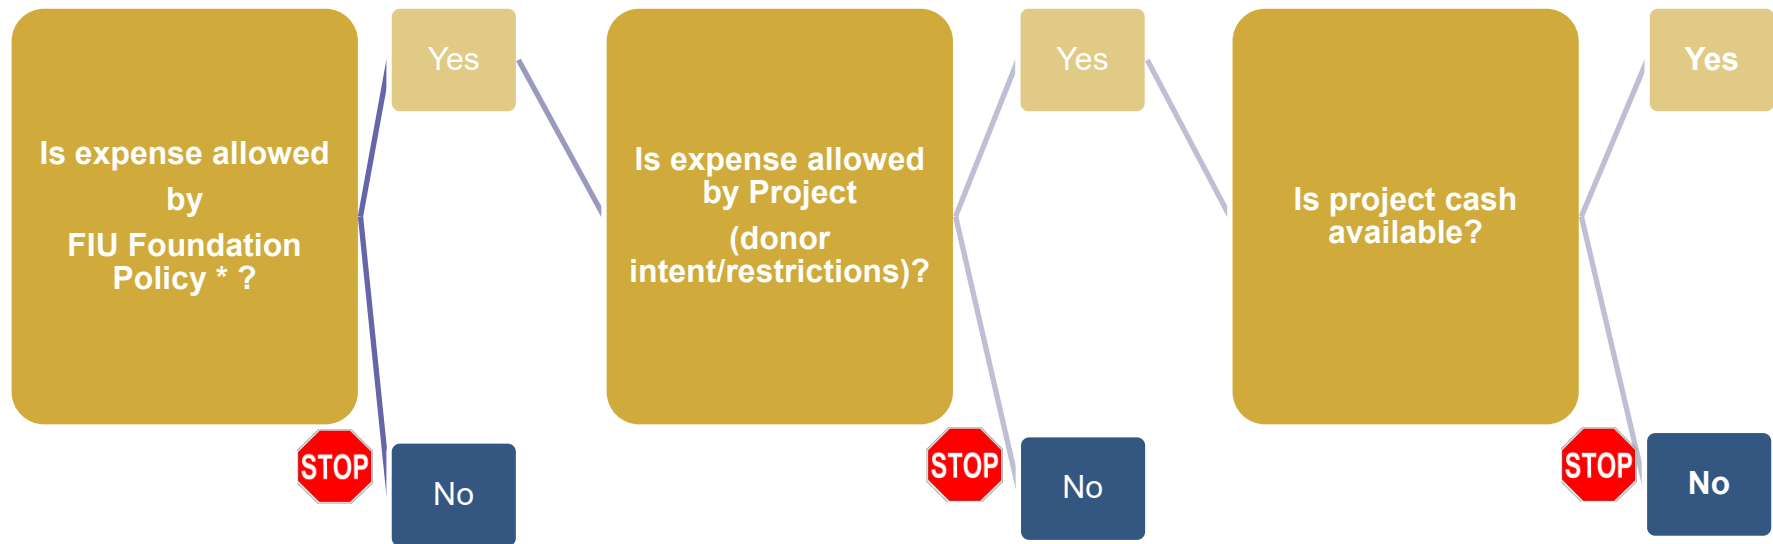 Is expense allowed
by
FIU Foundation
Policy * ?
Yes
STOP
No
Is expense allowed
by Project
(donor
intent/restrictions)?
Yes
STOP
No
Is project cash
available?
Yes
STOP
No